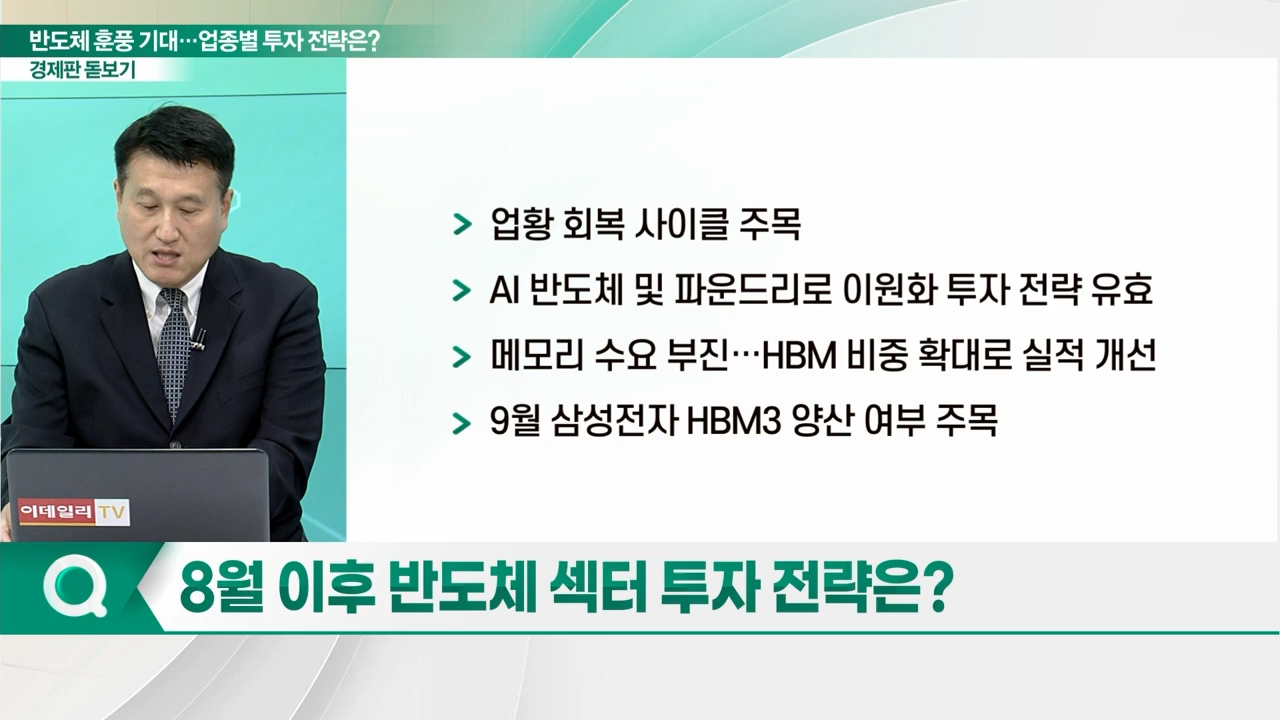 반도체 훈풍 기대…업종별 투자 전략은?
경제판 돋보기
> 업황 회복 사이클 주목
> AI 반도체 및 파운드리로 이원화 투자 전략 유효
> 메모리 수요 부진…HBM 비중 확대로 실적 개선
> 9월 삼성전자 HBM3 양산 여부 주목
이데일리TV
Q 8월 이후 반도체 섹터 투자 전략은?